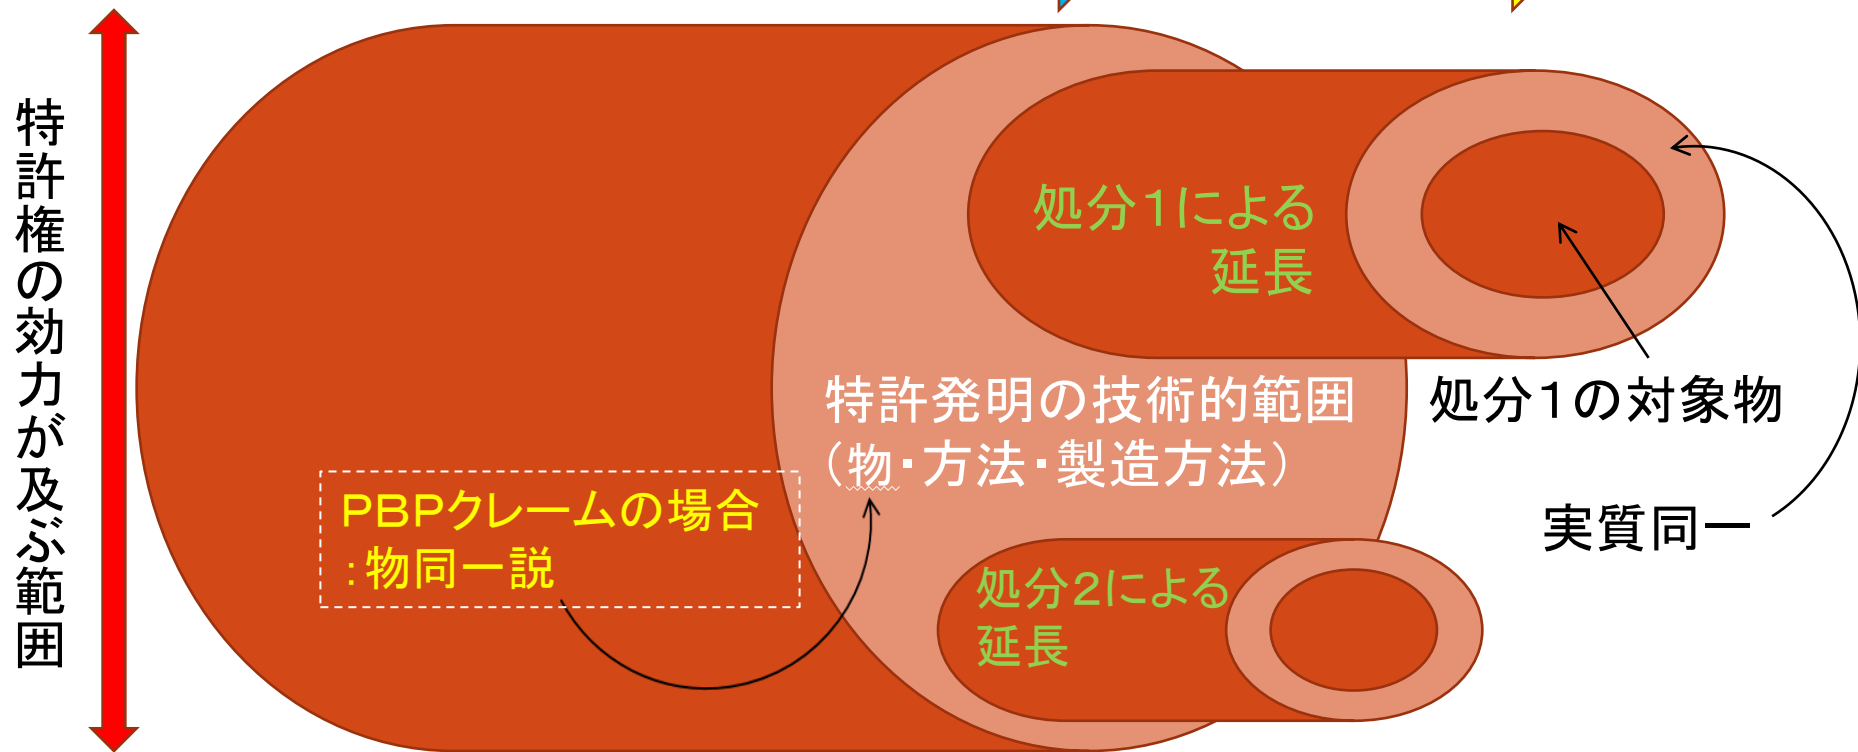 特許権の効力が及ぶ範囲
処分１による
延長
特許発明の技術的範囲
（物・方法・製造方法）
処分１の対象物
ＰＢＰクレームの場合
：物同一説
実質同一
処分２による
延長